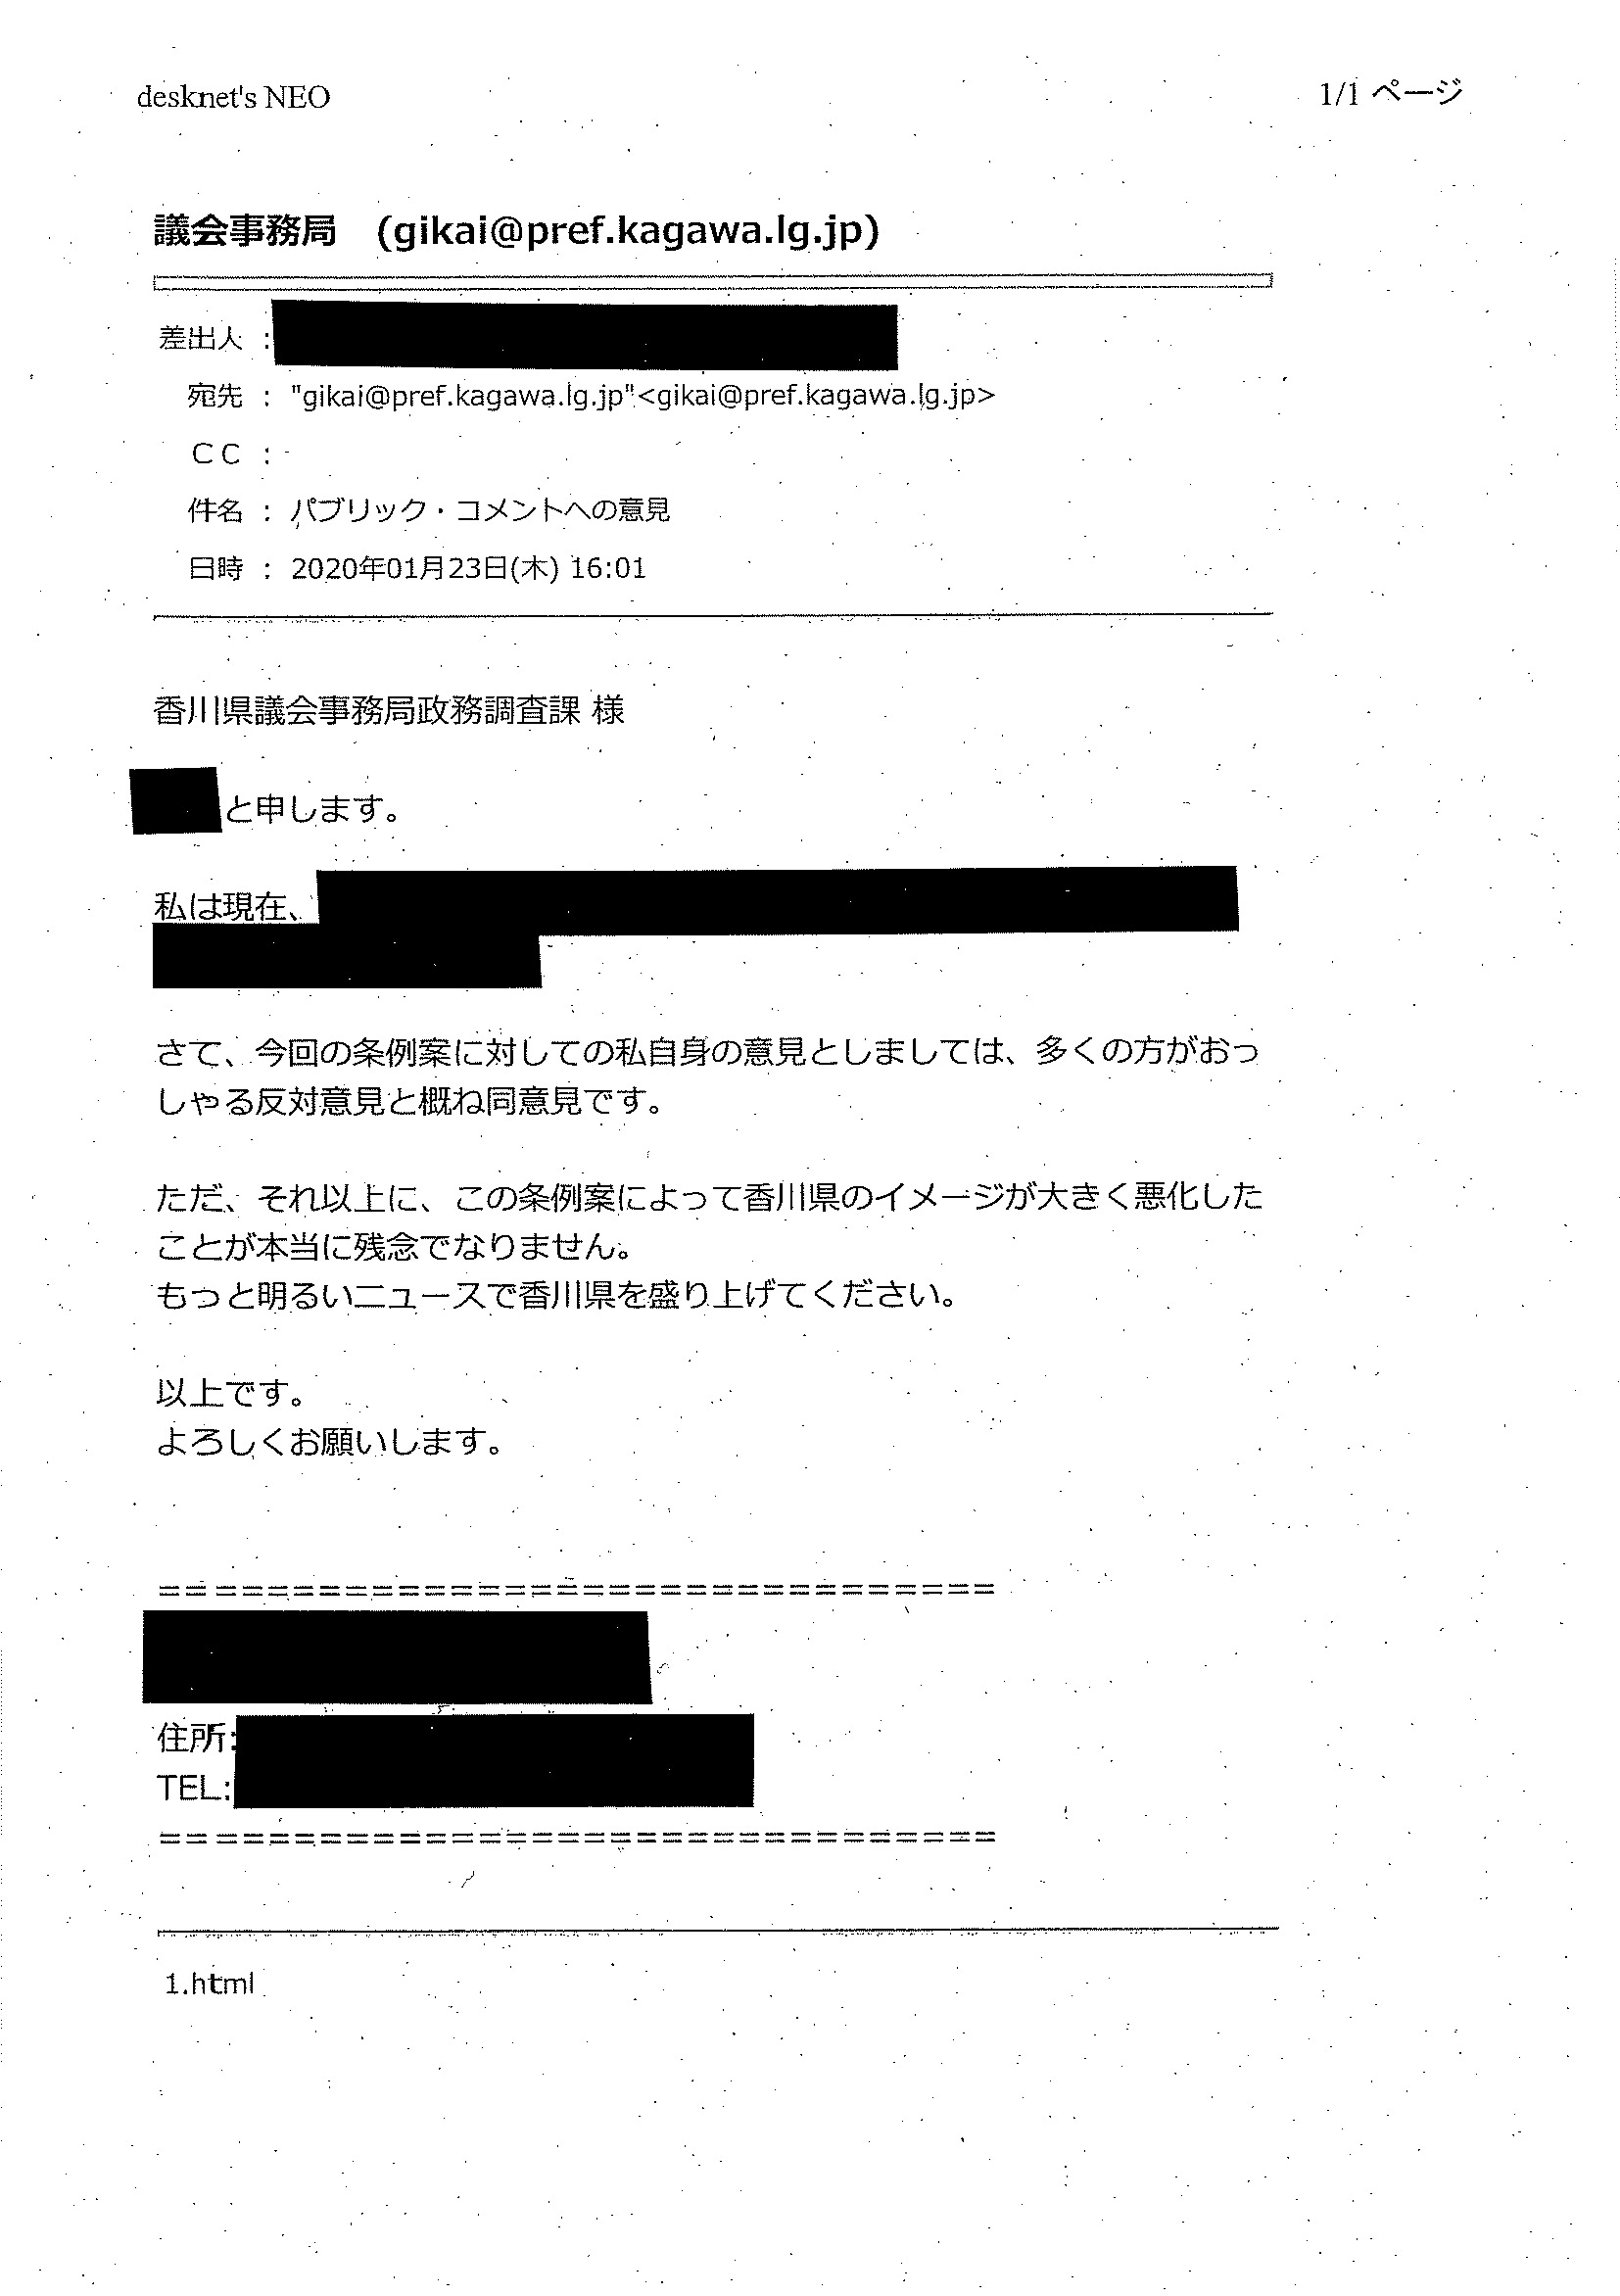 desknet's NEO
1/1 ページ
議会事務局　(gikai@pref.kagawa.lg.jp)
差出人 :
宛先 : "gikai@pref.kagawa.lg.jp"<gikai@pref.kagawa.lg.jp>
ＣＣ :
件名 : パブリック・コメントへの意見
日時 : 2020年01月23日(木) 16:01
香川県議会事務局政務調査課 様
と申します。
私は現在、
さて、今回の条例案に対しての私自身の意見としましては、多くの方がおっ
しゃる反対意見と概ね同意見です。
ただ、それ以上に、この条例案によって香川県のイメージが大きく悪化した
ことが本当に残念でなりません。
もっと明るいニュースで香川県を盛り上げてください。
以上です。
よろしくお願いします。
================================
住所:
TEL:
================================
1.html